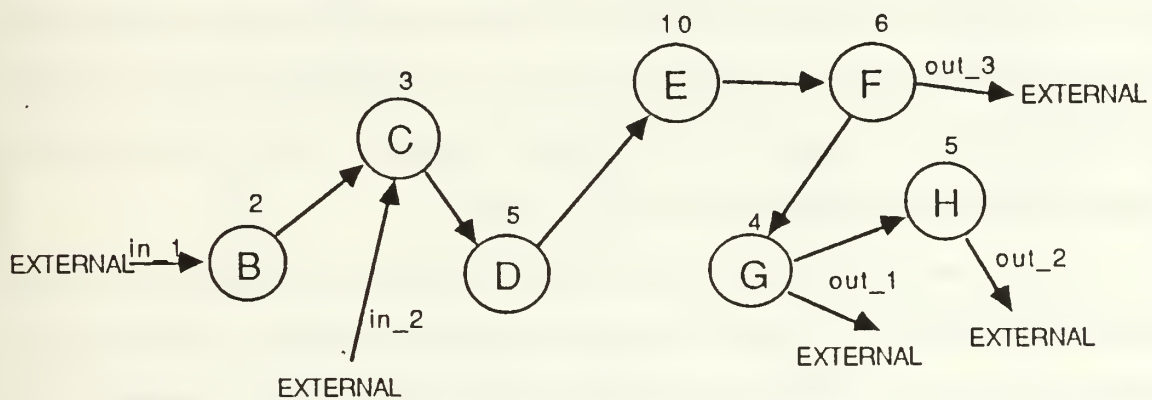 10
6
E
F
out_3
EXTERNAL
3
C
5
H
2
B
5
D
4
G
in_1
EXTERNAL
out_1
out_2
in_2
EXTERNAL
EXTERNAL
EXTERNAL